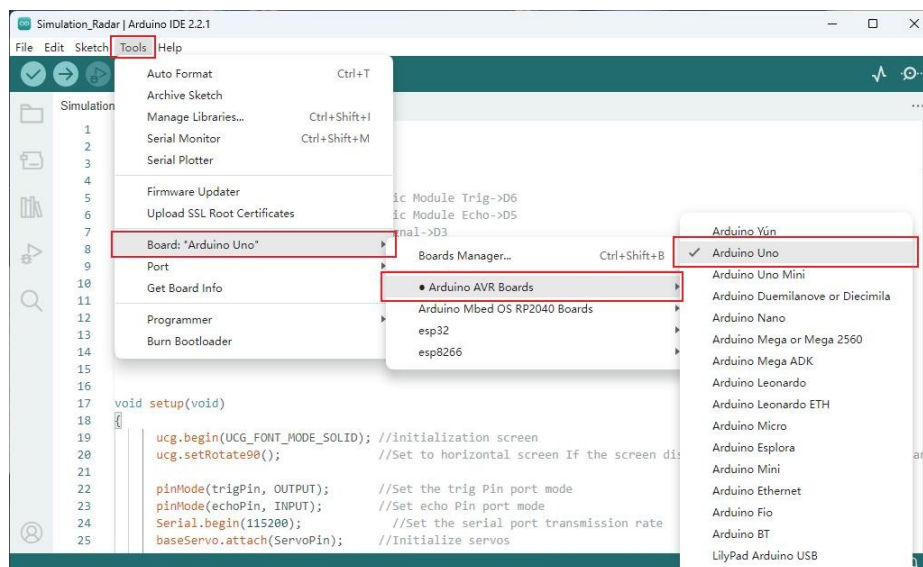 Simulation_Radar | Arduino IDE 2.2.1
File Edit Sketch Tools Help
Simulation
Auto Format Ctrl+T
Archive Sketch
Manage Libraries... Ctrl+Shift+I
Serial Monitor Ctrl+Shift+M
Serial Plotter
Firmware Updater
Upload SSL Root Certificates
Board: "Arduino Uno"
Port
Get Board Info
Programmer
Burn Bootloader
Boards Manager... Ctrl+Shift+B
• Arduino AVR Boards
Arduino Mbed OS RP2040 Boards
esp32
esp8266
Arduino Yún
✓ Arduino Uno
Arduino Uno Mini
Arduino Duemilanove or Diecimila
Arduino Nano
Arduino Mega or Mega 2560
Arduino Mega ADK
Arduino Leonardo
Arduino Leonardo ETH
Arduino Micro
Arduino Esplora
Arduino Mini
Arduino Ethernet
Arduino Fio
Arduino BT
LilyPad Arduino USB
1
2
3
4
5 ic Module Trig->D6
6 ic Module Echo->D5
7 gnal->D3
8
9
10
11
12
13
14
15
16
17 void setup(void)
18 {
19 ucg.begin(UCG_FONT_MODE_SOLID); //initialization screen
20 ucg.setRotate90(); //Set to horizontal screen If the screen dis
21
22 pinMode(trigPin, OUTPUT); //Set the trig Pin port mode
23 pinMode(echoPin, INPUT); //Set echo Pin port mode
24 Serial.begin(115200); //Set the serial port transmission rate
25 baseServo.attach(ServoPin); //Initialize servos